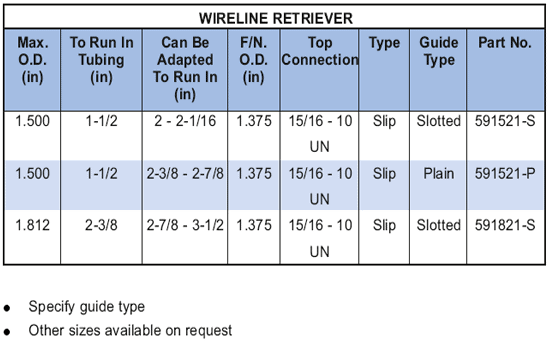 WIRELINE RETRIEVER
Max. O.D. (in) To Run In Tubing (in) Can Be Adapted To Run In (in) F/N. O.D. (in) Top Connection Type Guide Type Part No.
1.500 1-1/2 2 - 2-1/16 1.375 15/16 - 10 UN Slip Slotted 591521-S
1.500 1-1/2 2-3/8 - 2-7/8 1.375 15/16 - 10 UN Slip Plain 591521-P
1.812 2-3/8 2-7/8 - 3-1/2 1.375 15/16 - 10 UN Slip Slotted 591821-S
● Specify guide type
● Other sizes available on request